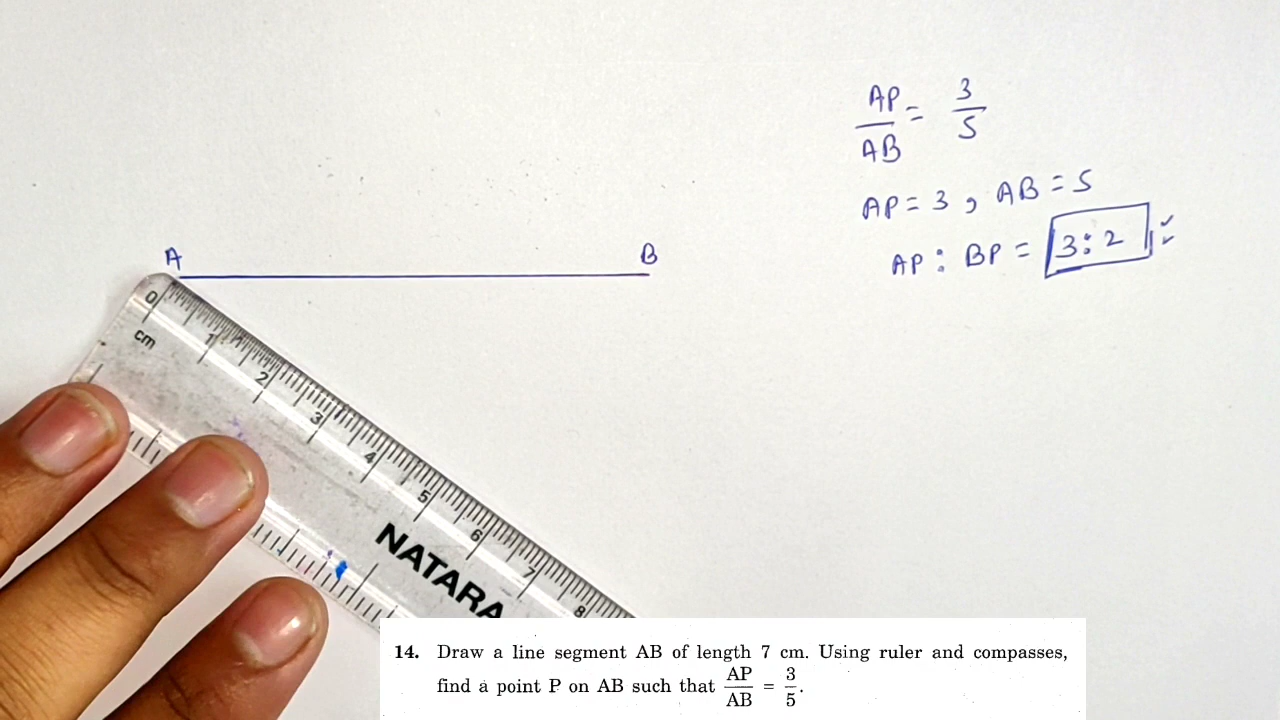 AP/AB = 3/5
AP = 3, AB = 5
AP : BP = 3:2
A B
0 1 2 3 4 5 6 7 8
cm
NATARA
14. Draw a line segment AB of length 7 cm. Using ruler and compasses,
find a point P on AB such that AP/AB = 3/5.